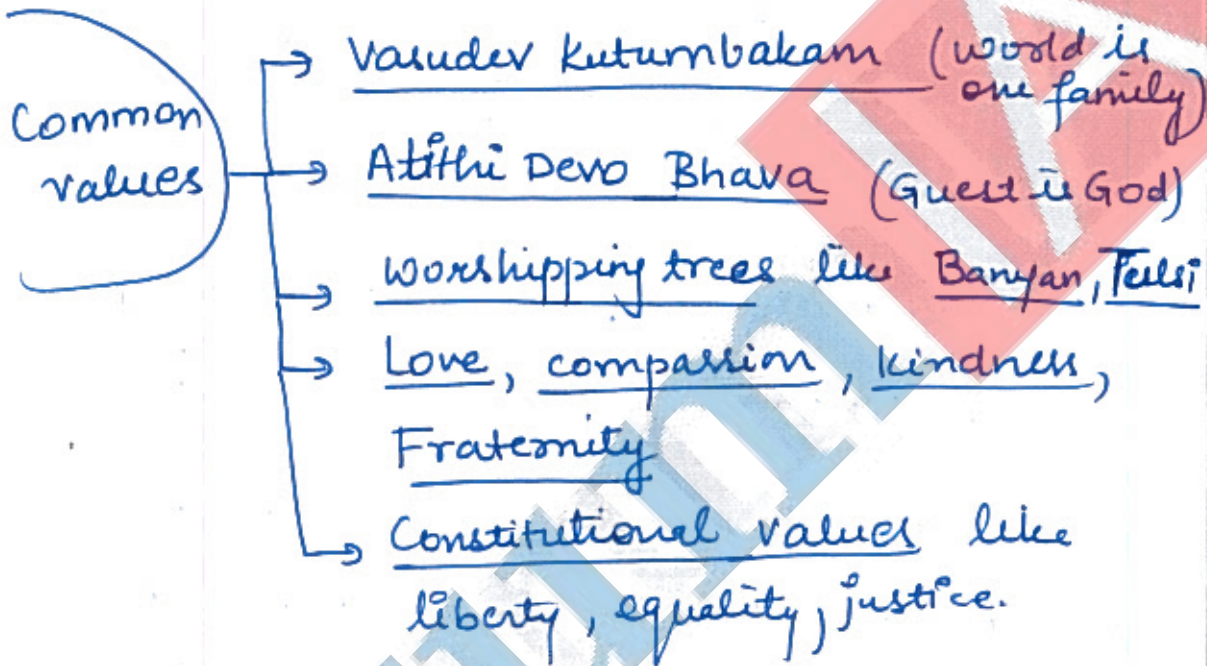 Common
values
Vasudev Kutumbakam (world is
one family)
Atithi Devo Bhava (Guest is God)
worshipping trees like Banyan, Tulsi
Love, compassion, kindness,
Fraternity
Constitutional values like
liberty, equality, justice.